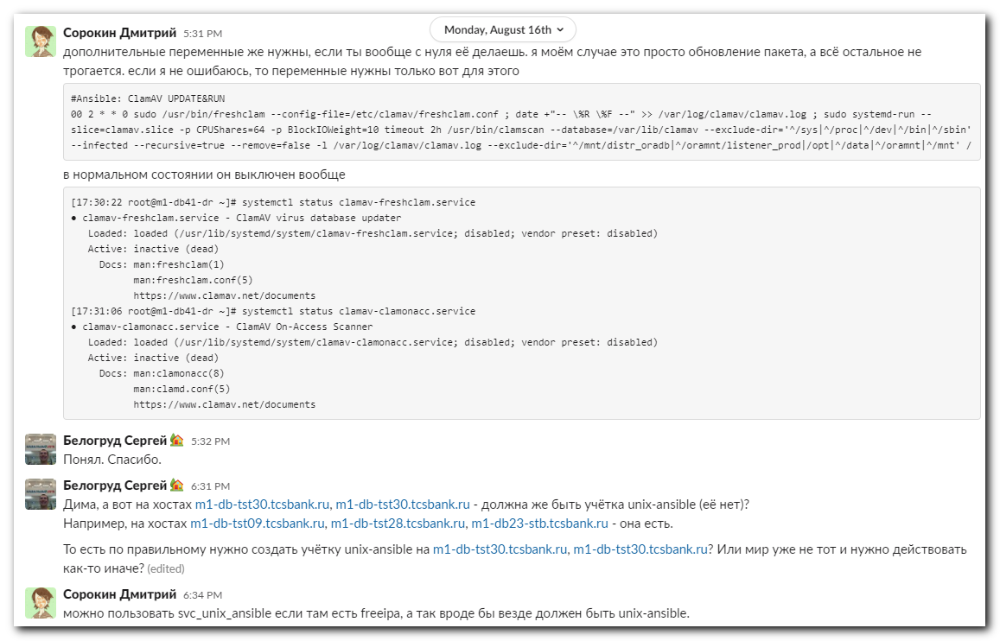 Monday, August 16th
Сорокин Дмитрий 5:31 PM
дополнительные переменные же нужны, если ты вообще с нуля её делаешь. я моём случае это просто обновление пакета, а всё остальное не
трогается. если я не ошибаюсь, то переменные нужны только вот для этого
#Ansible: ClamAV UPDATE&RUN
00 2 * * 0 sudo /usr/bin/freshclam --config-file=/etc/clamav/freshclam.conf ; date +"-- \%R \%F --" >> /var/log/clamav/clamav.log ; sudo systemd-run --
slice=clamav.slice -p CPUShares=64 -p BlockIOWeight=10 timeout 2h /usr/bin/clamscan --database=/var/lib/clamav --exclude-dir='^/sys|^/proc|^/dev|^/bin|^/sbin'
--infected --recursive=true --remove=false -l /var/log/clamav/clamav.log --exclude-dir='^/mnt/distr_oradb|^/oramnt/listener_prod|/opt|^/data|^/oramnt|^/mnt' /
в нормальном состоянии он выключен вообще
[17:30:22 root@m1-db41-dr ~]# systemctl status clamav-freshclam.service
● clamav-freshclam.service - ClamAV virus database updater
Loaded: loaded (/usr/lib/systemd/system/clamav-freshclam.service; disabled; vendor preset: disabled)
Active: inactive (dead)
Docs: man:freshclam(1)
man:freshclam.conf(5)
https://www.clamav.net/documents
[17:31:06 root@m1-db41-dr ~]# systemctl status clamav-clamonacc.service
● clamav-clamonacc.service - ClamAV On-Access Scanner
Loaded: loaded (/usr/lib/systemd/system/clamav-clamonacc.service; disabled; vendor preset: disabled)
Active: inactive (dead)
Docs: man:clamonacc(8)
man:clamd.conf(5)
https://www.clamav.net/documents
Белогруд Сергей 5:32 PM
Понял. Спасибо.
Белогруд Сергей 6:31 PM
Дима, а вот на хостах m1-db-tst30.tcsbank.ru, m1-db-tst30.tcsbank.ru - должна же быть учётка unix-ansible (её нет)?
Например, на хостах m1-db-tst09.tcsbank.ru, m1-db-tst28.tcsbank.ru, m1-db23-stb.tcsbank.ru - она есть.
То есть по правильному нужно создать учётку unix-ansible на m1-db-tst30.tcsbank.ru, m1-db-tst30.tcsbank.ru? Или мир уже не тот и нужно действовать
как-то иначе? (edited)
Сорокин Дмитрий 6:34 PM
можно пользовать svc_unix_ansible если там есть freeipa, а так вроде бы везде должен быть unix-ansible.